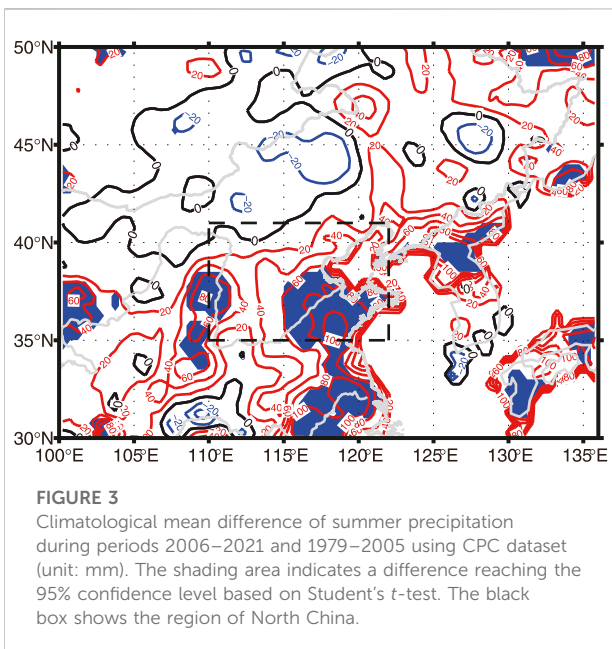 50°N
45°N
40°N
35°N
30°N
100°E 105°E 110°E 115°E 120°E 125°E 130°E 135°E
FIGURE 3
Climatological mean difference of summer precipitation
during periods 2006–2021 and 1979–2005 using CPC dataset
(unit: mm). The shading area indicates a difference reaching the
95% confidence level based on Student's t-test. The black
box shows the region of North China.